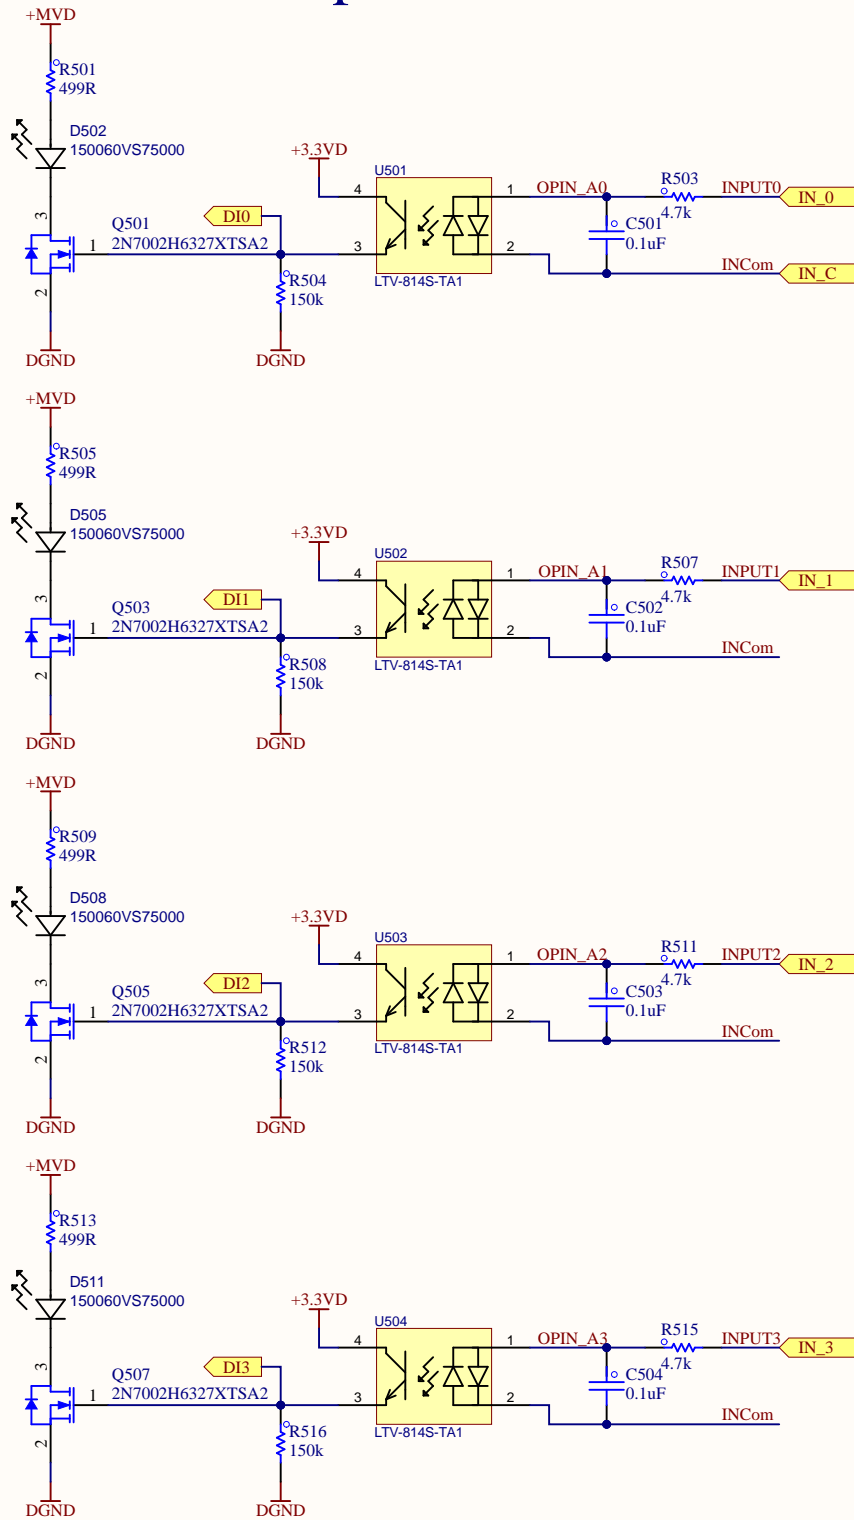 +MVD
R501
499R
D502
150060VS75000
3
Q501
2N7002H6327XTSA2
1
2
DGND
DI0
R504
150k
DGND
+3.3VD
U501
4
3
LTV-814S-TA1
1
2
OPIN_A0
C501
0.1uF
R503
4.7k
INPUT0
IN_0
INCom
IN_C
+MVD
R505
499R
D505
150060VS75000
3
Q503
2N7002H6327XTSA2
1
2
DGND
DI1
R508
150k
DGND
+3.3VD
U502
4
3
LTV-814S-TA1
1
2
OPIN_A1
C502
0.1uF
R507
4.7k
INPUT1
IN_1
INCom
+MVD
R509
499R
D508
150060VS75000
3
Q505
2N7002H6327XTSA2
1
2
DGND
DI2
R512
150k
DGND
+3.3VD
U503
4
3
LTV-814S-TA1
1
2
OPIN_A2
C503
0.1uF
R511
4.7k
INPUT2
IN_2
INCom
+MVD
R513
499R
D511
150060VS75000
3
Q507
2N7002H6327XTSA2
1
2
DGND
DI3
R516
150k
DGND
+3.3VD
U504
4
3
LTV-814S-TA1
1
2
OPIN_A3
C504
0.1uF
R515
4.7k
INPUT3
IN_3
INCom